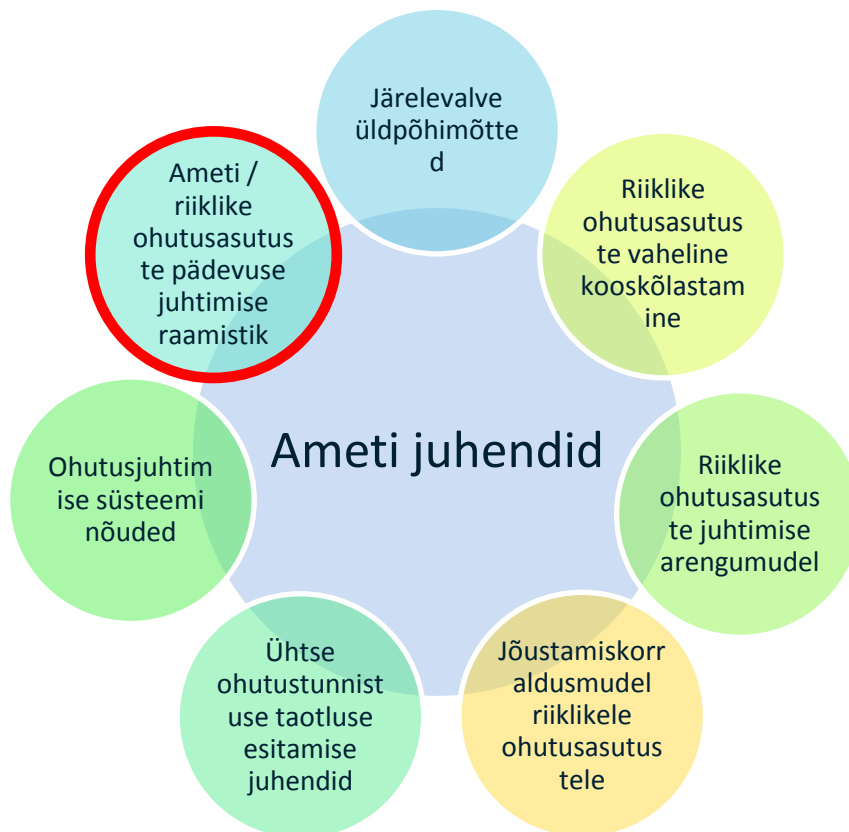 Järelevalve
üldpõhimõtte
d
Riiklike
ohutusasutus
te vaheline
kooskõlastam
ine
Riiklike
ohutusasutus
te juhtimise
arengumudel
Jõustamiskorr
aldusmudel
riiklikele
ohutusasutus
tele
Ühtse
ohutustunnist
use taotluse
esitamise
juhendid
Ohutusjuhtim
ise süsteemi
nõuded
Ameti /
riiklike
ohutusasutus
te pädevuse
juhtimise
raamistik
Ameti juhendid